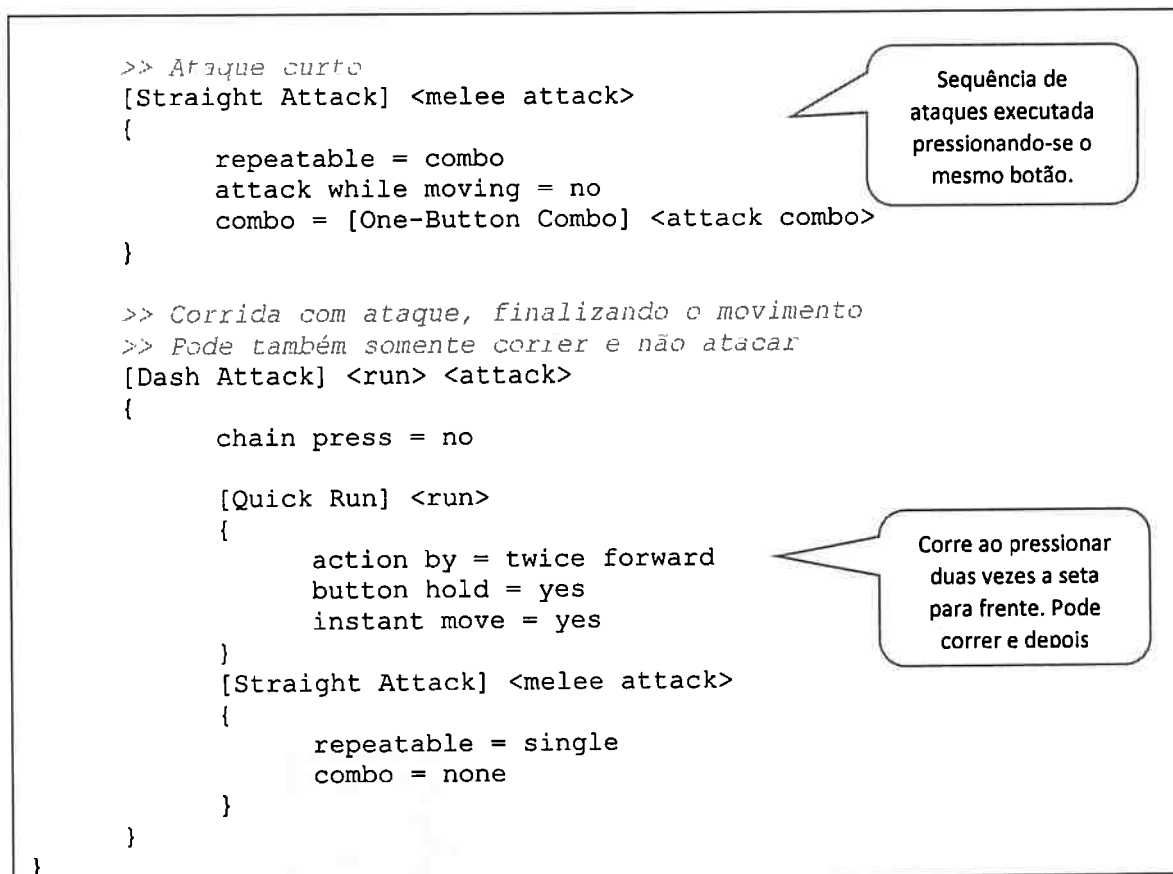 >> Ataque curto
[Straight Attack] <melee attack>
{
repeatable = combo
attack while moving = no
combo = [One-Button Combo] <attack combo>
}
Sequência de
ataques executada
pressionando-se o
mesmo botão.
>> Corrida com ataque, finalizando o movimento
>> Pode também somente correr e não atacar
[Dash Attack] <run> <attack>
{
chain press = no
[Quick Run] <run>
{
action by = twice forward
button hold = yes
instant move = yes
}
Corre ao pressionar
duas vezes a seta
para frente. Pode
correr e depois
[Straight Attack] <melee attack>
{
repeatable = single
combo = none
}
}
}